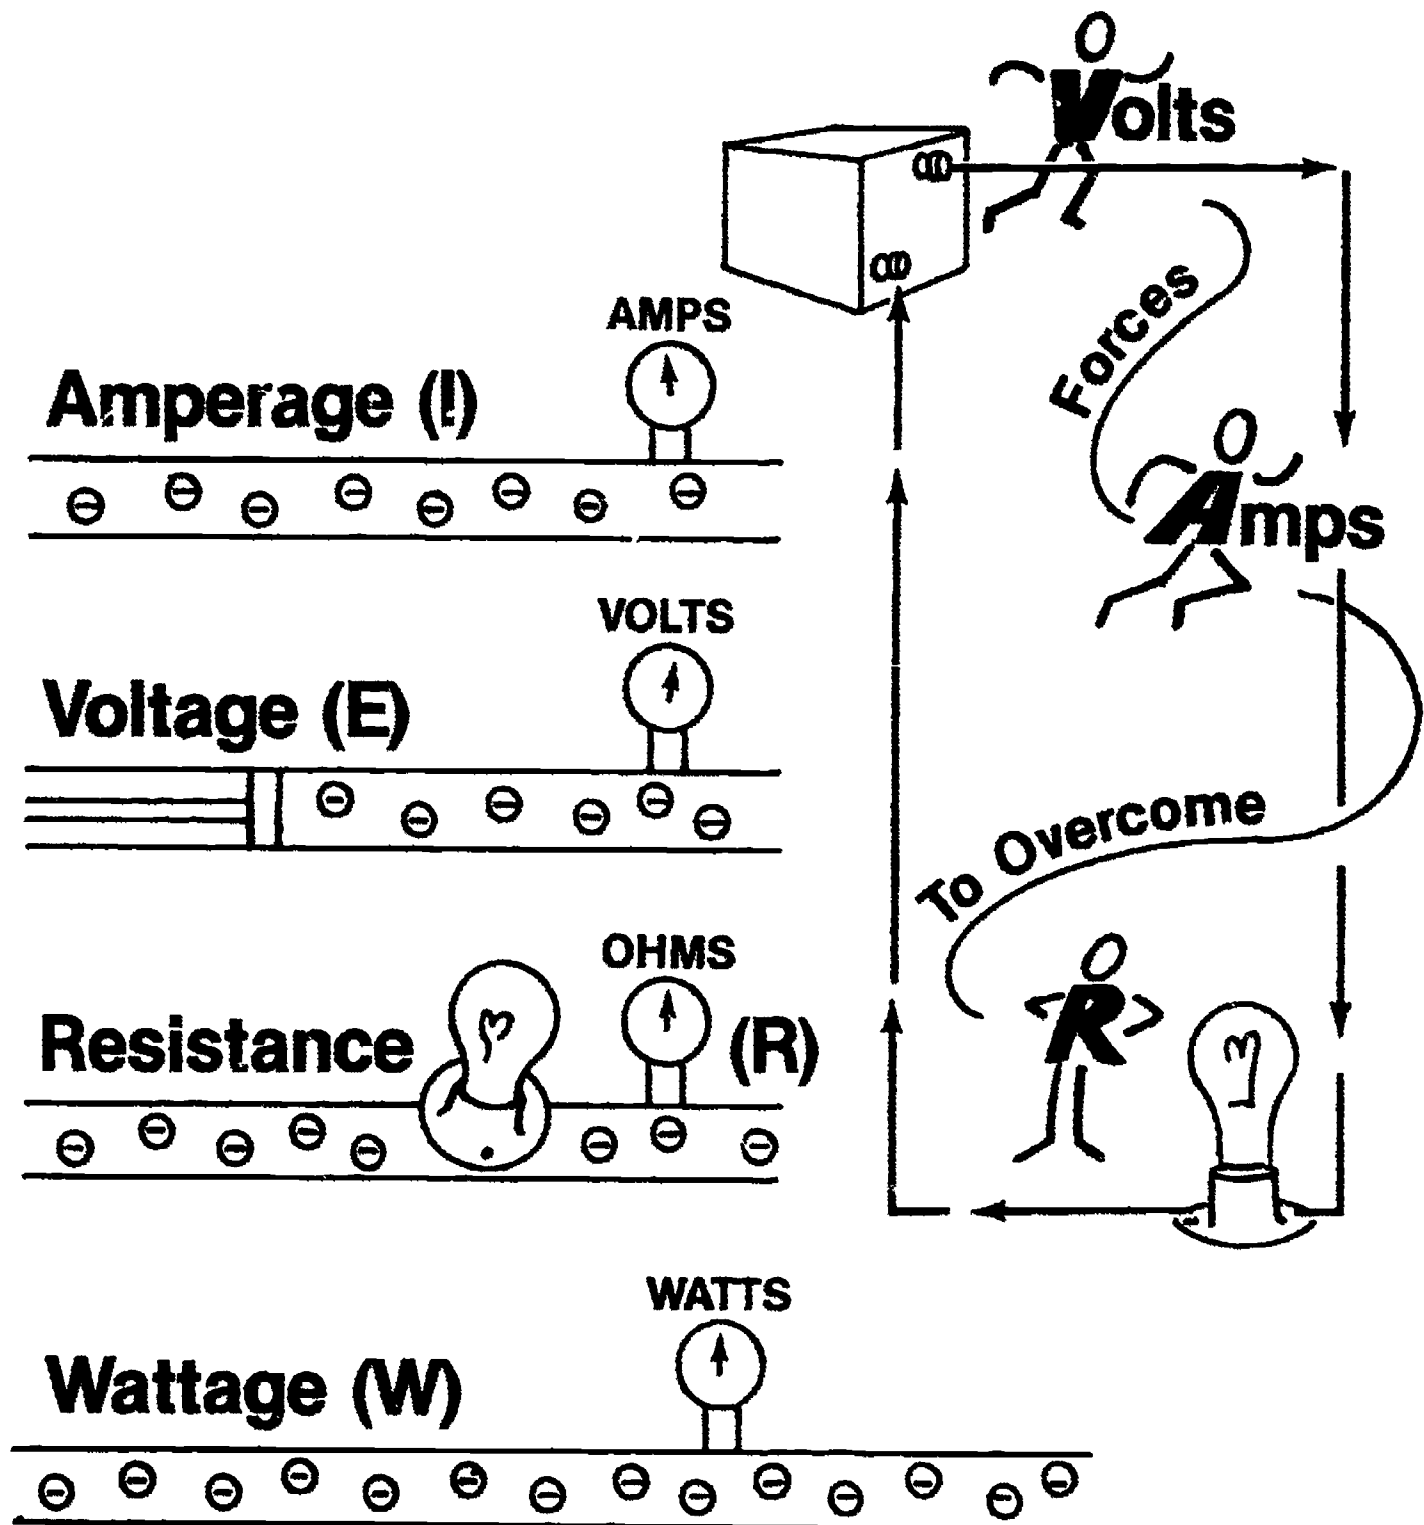 Volts
Forces
Amps
To Overcome
R
AMPS
Amperage (I)
VOLTS
Voltage (E)
OHMS
Resistance (R)
WATTS
Wattage (W)